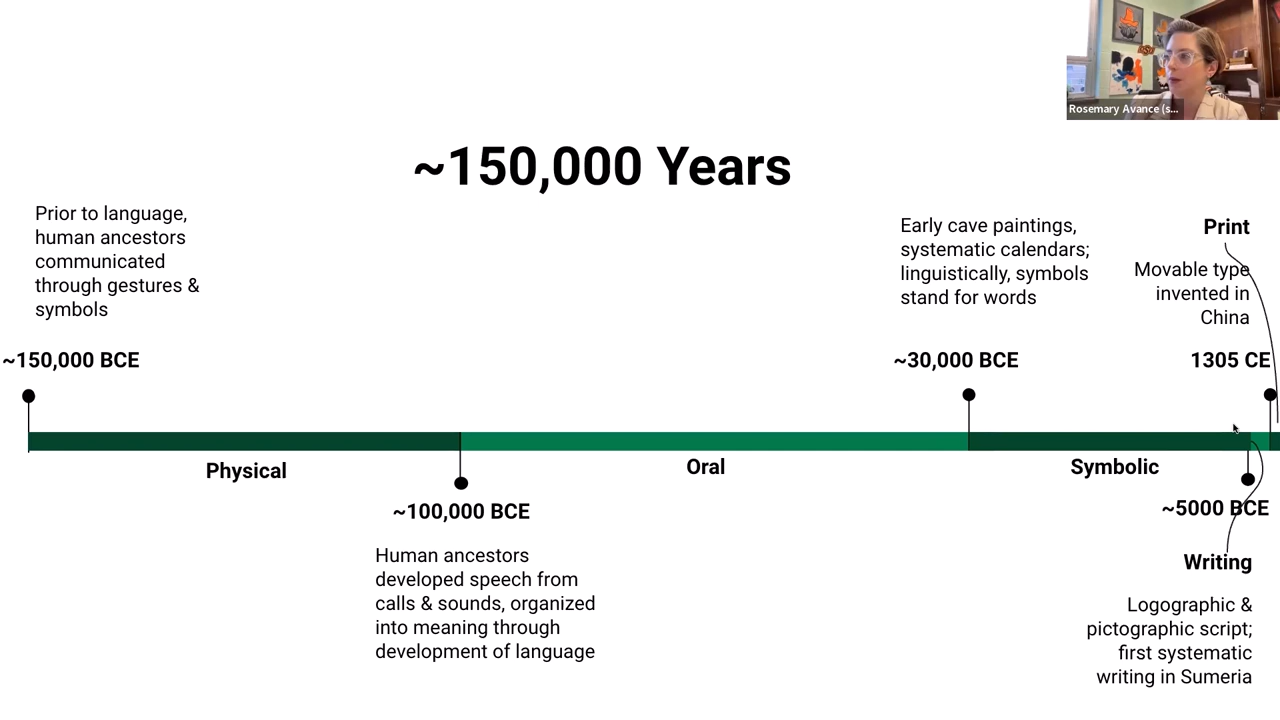 Rosemary Avance (s...
~150,000 Years
Prior to language,
human ancestors
communicated
through gestures &
symbols
~150,000 BCE
Early cave paintings,
systematic calendars;
linguistically, symbols
stand for words
~30,000 BCE
Print
Movable type
invented in
China
1305 CE
Physical
Oral
Symbolic
~100,000 BCE
Human ancestors
developed speech from
calls & sounds, organized
into meaning through
development of language
~5000 BCE
Writing
Logographic &
pictographic script;
first systematic
writing in Sumeria